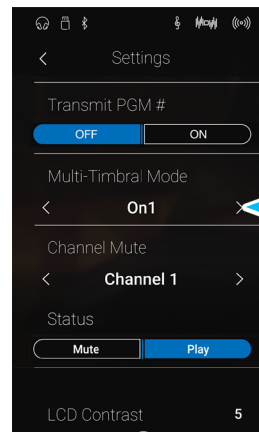 Settings
Transmit PGM #
OFF ON
Multi-Timbral Mode
< On1 >
Channel Mute
< Channel 1 >
Status
Mute Play
LCD Contrast 5